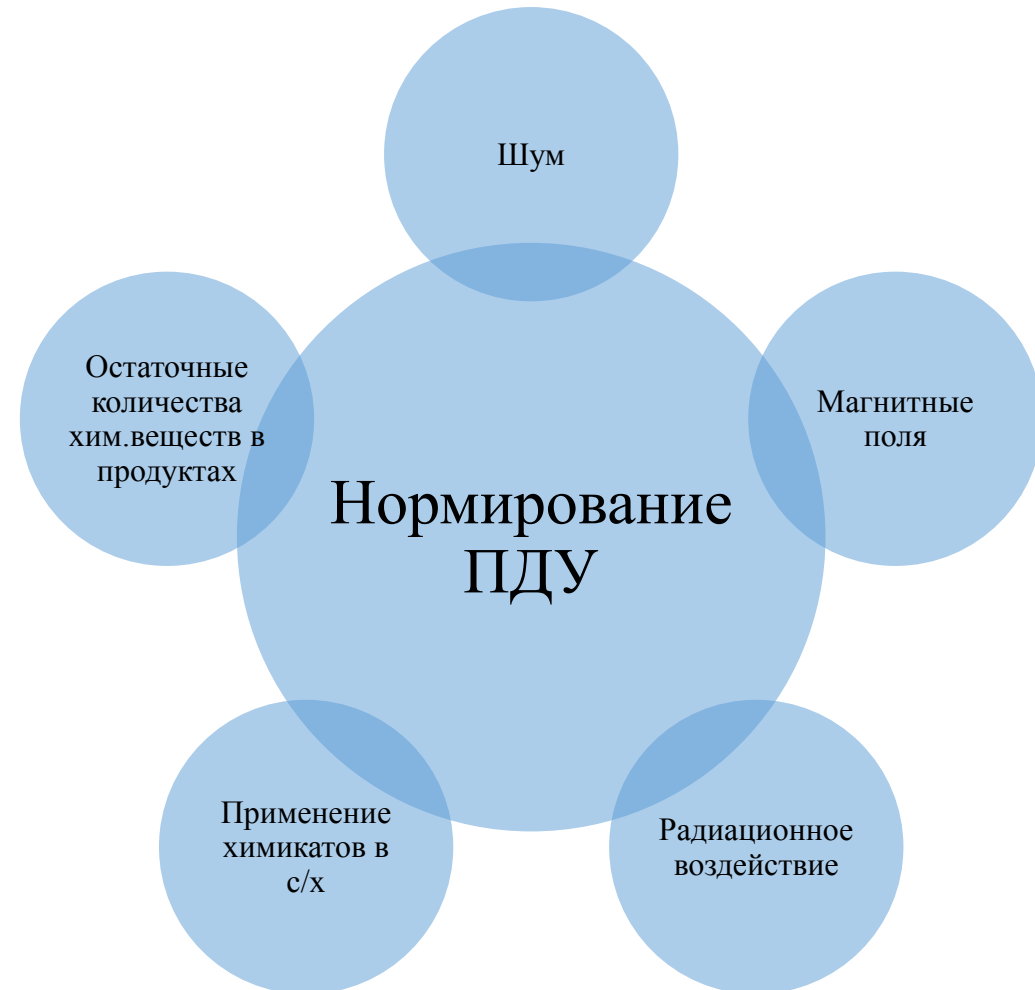 Шум
Остаточные
количества
хим.веществ в
продуктах
Магнитные
поля
Нормирование
ПДУ
Применение
химикатов в
с/х
Радиационное
воздействие